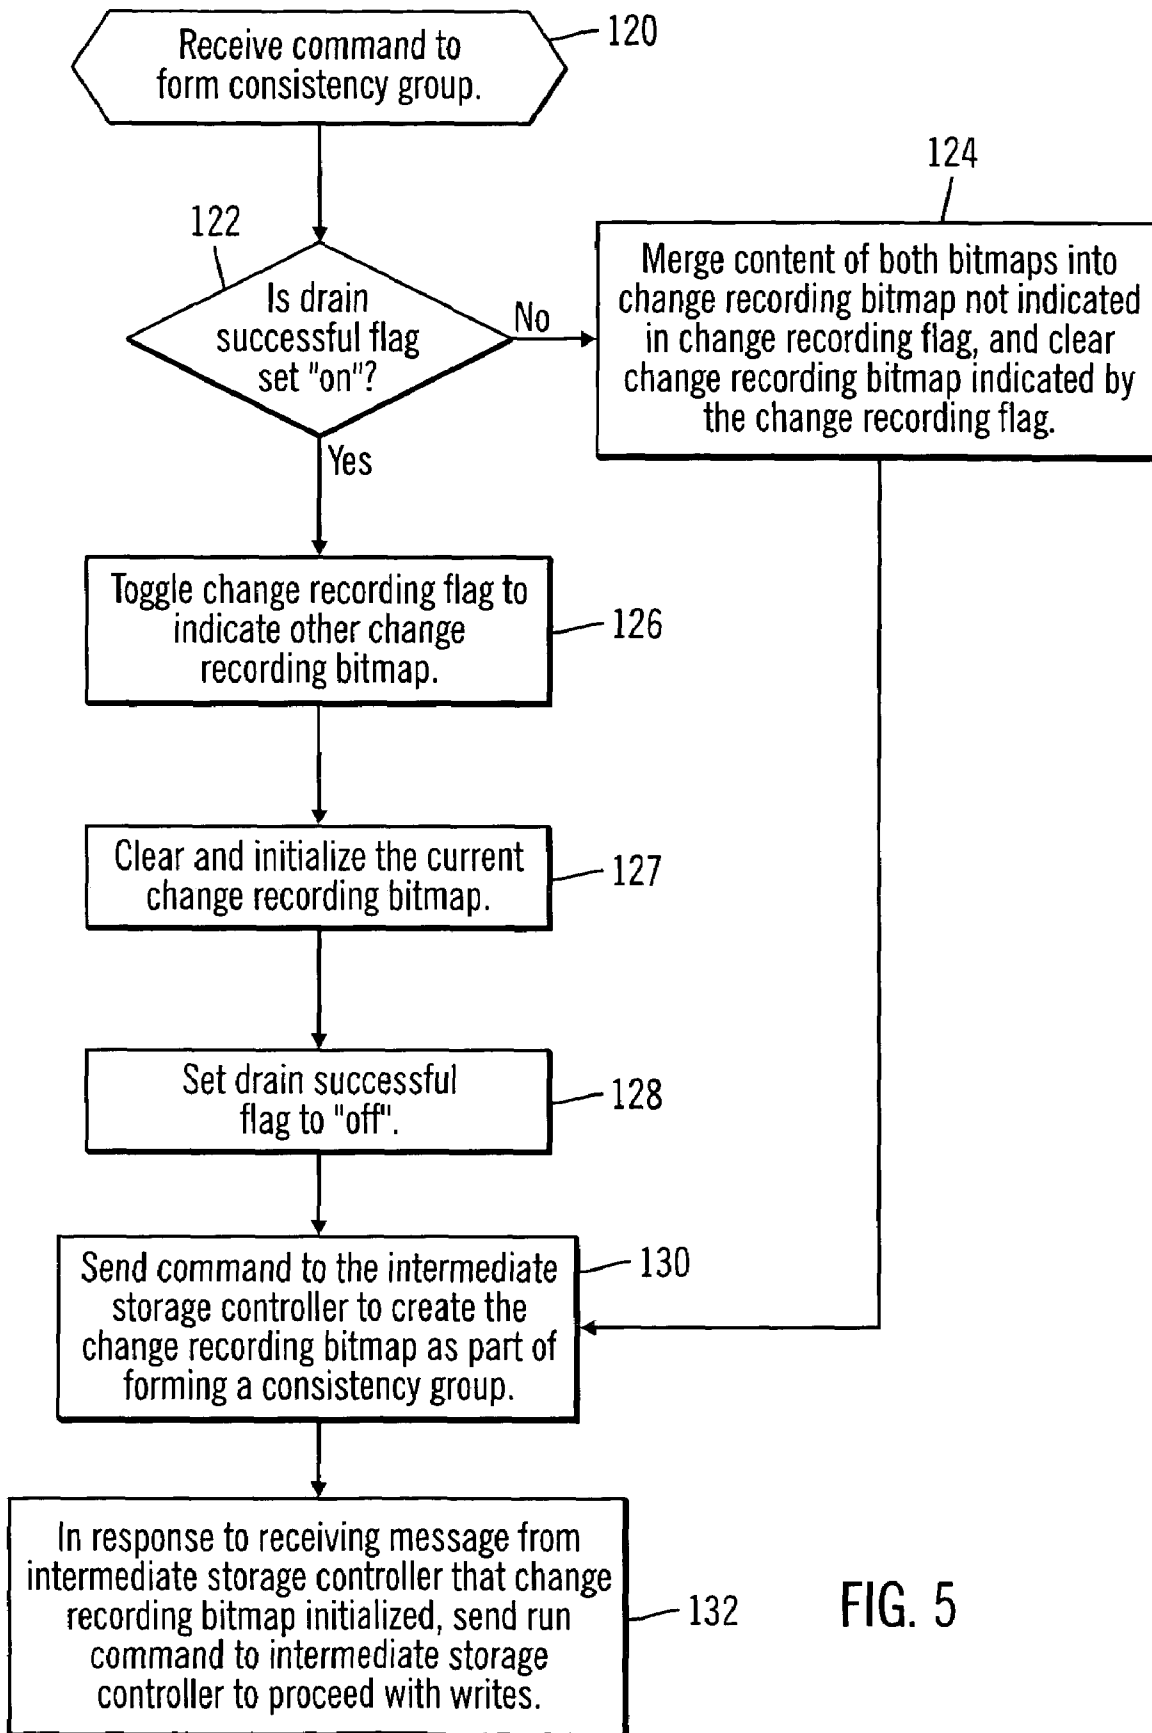 Receive command to
form consistency group.
120
122
Is drain
successful flag
set "on"?
No
Yes
124
Merge content of both bitmaps into
change recording bitmap not indicated
in change recording flag, and clear
change recording bitmap indicated by
the change recording flag.
Toggle change recording flag to
indicate other change
recording bitmap.
126
Clear and initialize the current
change recording bitmap.
127
Set drain successful
flag to "off".
128
Send command to the intermediate
storage controller to create the
change recording bitmap as part of
forming a consistency group.
130
In response to receiving message from
intermediate storage controller that change
recording bitmap initialized, send run
command to intermediate storage
controller to proceed with writes.
132
FIG. 5